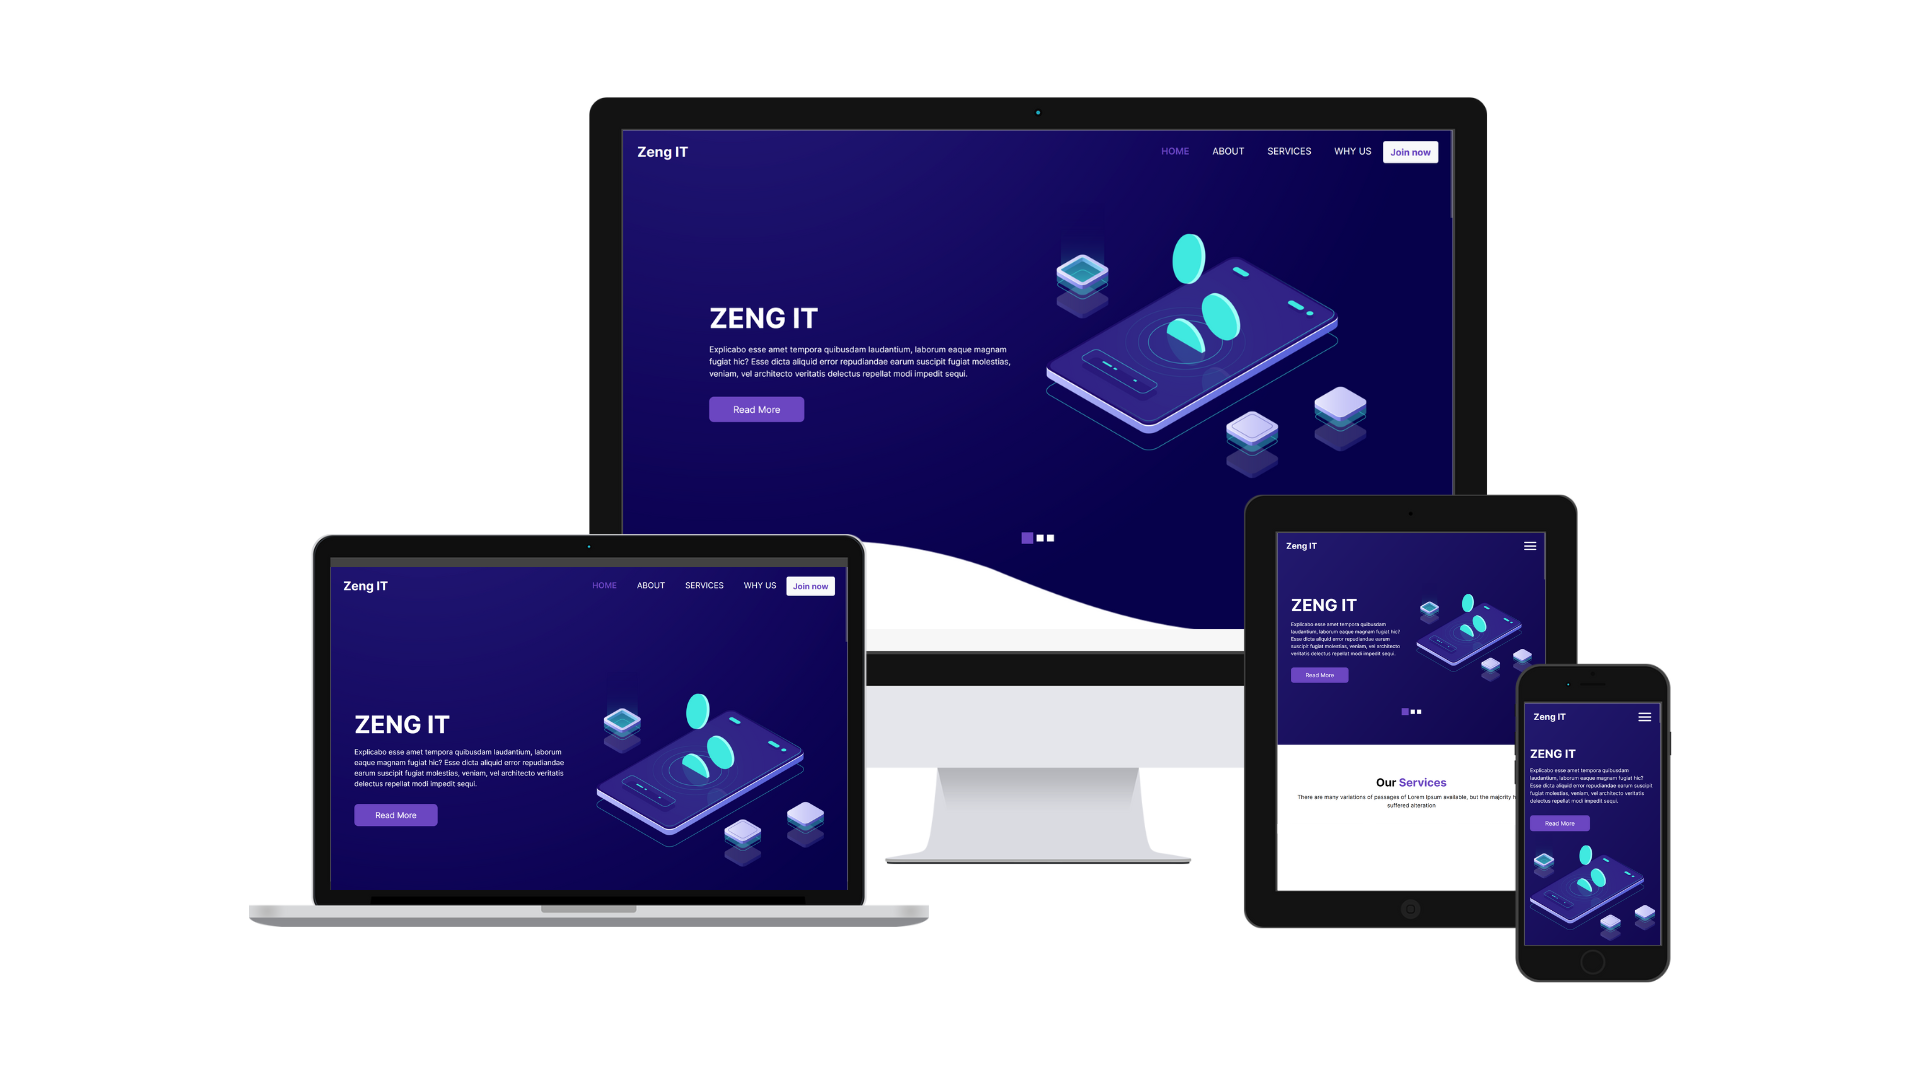 Zeng IT
HOME ABOUT SERVICES WHY US Join now
ZENG IT
Explicabo esse amet tempora quibusdam laudantium, laborum eaque magnam
fugiat hic? Esse dicta aliquid error repudiandae earum suscipit fugiat molestias,
veniam, vel architecto veritatis delectus repellat modi impedit sequi.
Read More
Zeng IT
HOME ABOUT SERVICES WHY US Join now
ZENG IT
Explicabo esse amet tempora quibusdam laudantium, laborum
eaque magnam fugiat hic? Esse dicta aliquid error repudiandae
earum suscipit fugiat molestias, veniam, vel architecto veritatis
delectus repellat modi impedit sequi.
Read More
Zeng IT
ZENG IT
Explicabo esse amet tempora quibusdam
laudantium, laborum eaque magnam fugiat hic?
Esse dicta aliquid error repudiandae earum
suscipit fugiat molestias, veniam, vel architecto
veritatis delectus repellat modi impedit sequi.
Read More
Our Services
There are many variations of passages of Lorem Ipsum available, but the majority
suffered alteration
Zeng IT
ZENG IT
Explicabo esse amet tempora quibusdam
laudantium, laborum eaque magnam fugiat hic?
Esse dicta aliquid error repudiandae earum suscipit
fugiat molestias, veniam, vel architecto veritatis
delectus repellat modi impedit sequi.
Read More